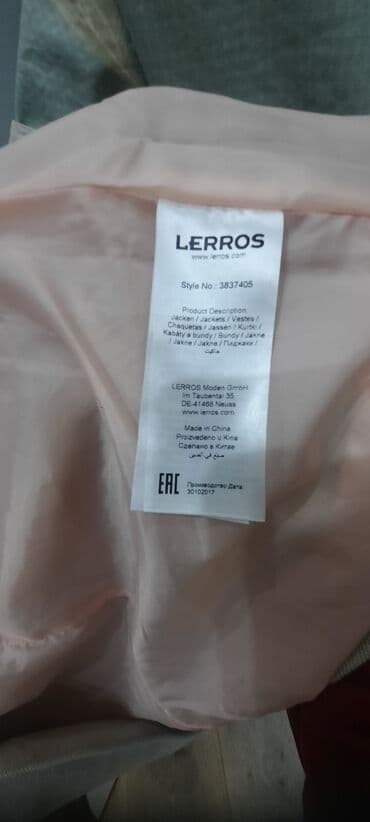 LERROS
www.lerros.com
Style No.: 3837405
Product Description:
Jacken / Jackets / Vestes /
Chaquetas / Jassen / Kurtki /
Kabáty a bundy / Bundy / Jakne
/ Jakne / Jakne / Пиджаки /
جاكيت
LERROS Moden GmbH
Im Taubental 35
DE-41468 Neuss
www.lerros.com
Made in China
Proizvedeno u Kina
Сделано в Китае
صنع في الصين
EAC Производство Дата:
30102017